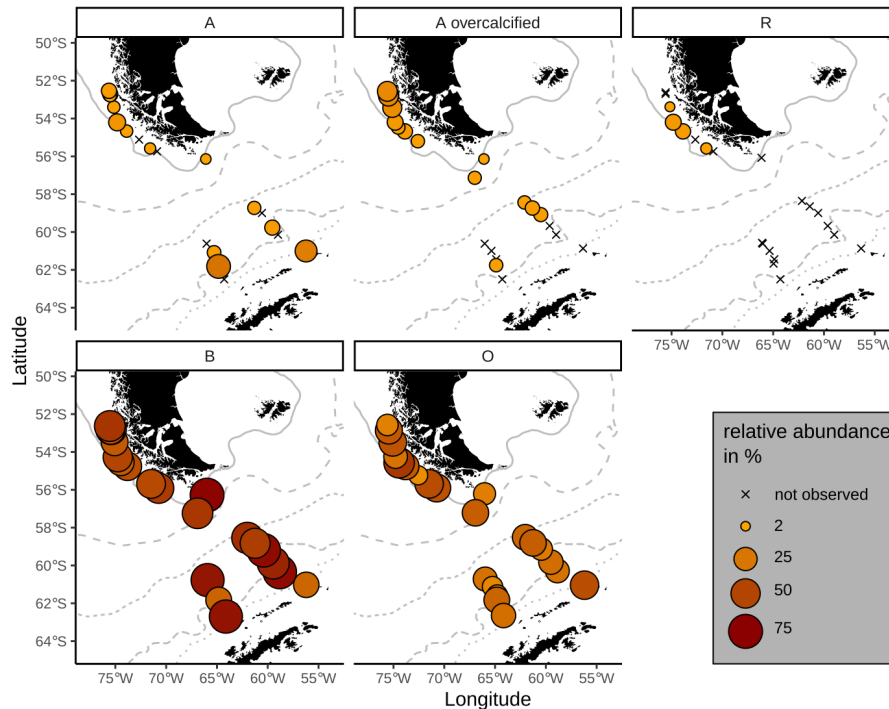 A
A overcalcified
R
50°S
52°S
54°S
56°S
58°S
60°S
62°S
64°S
75°W
70°W
65°W
60°W
55°W
B
O
50°S
52°S
54°S
56°S
58°S
60°S
62°S
64°S
75°W
70°W
65°W
60°W
55°W
75°W
70°W
65°W
60°W
55°W
Latitude
Longitude
relative abundance
in %
not observed
2
25
50
75